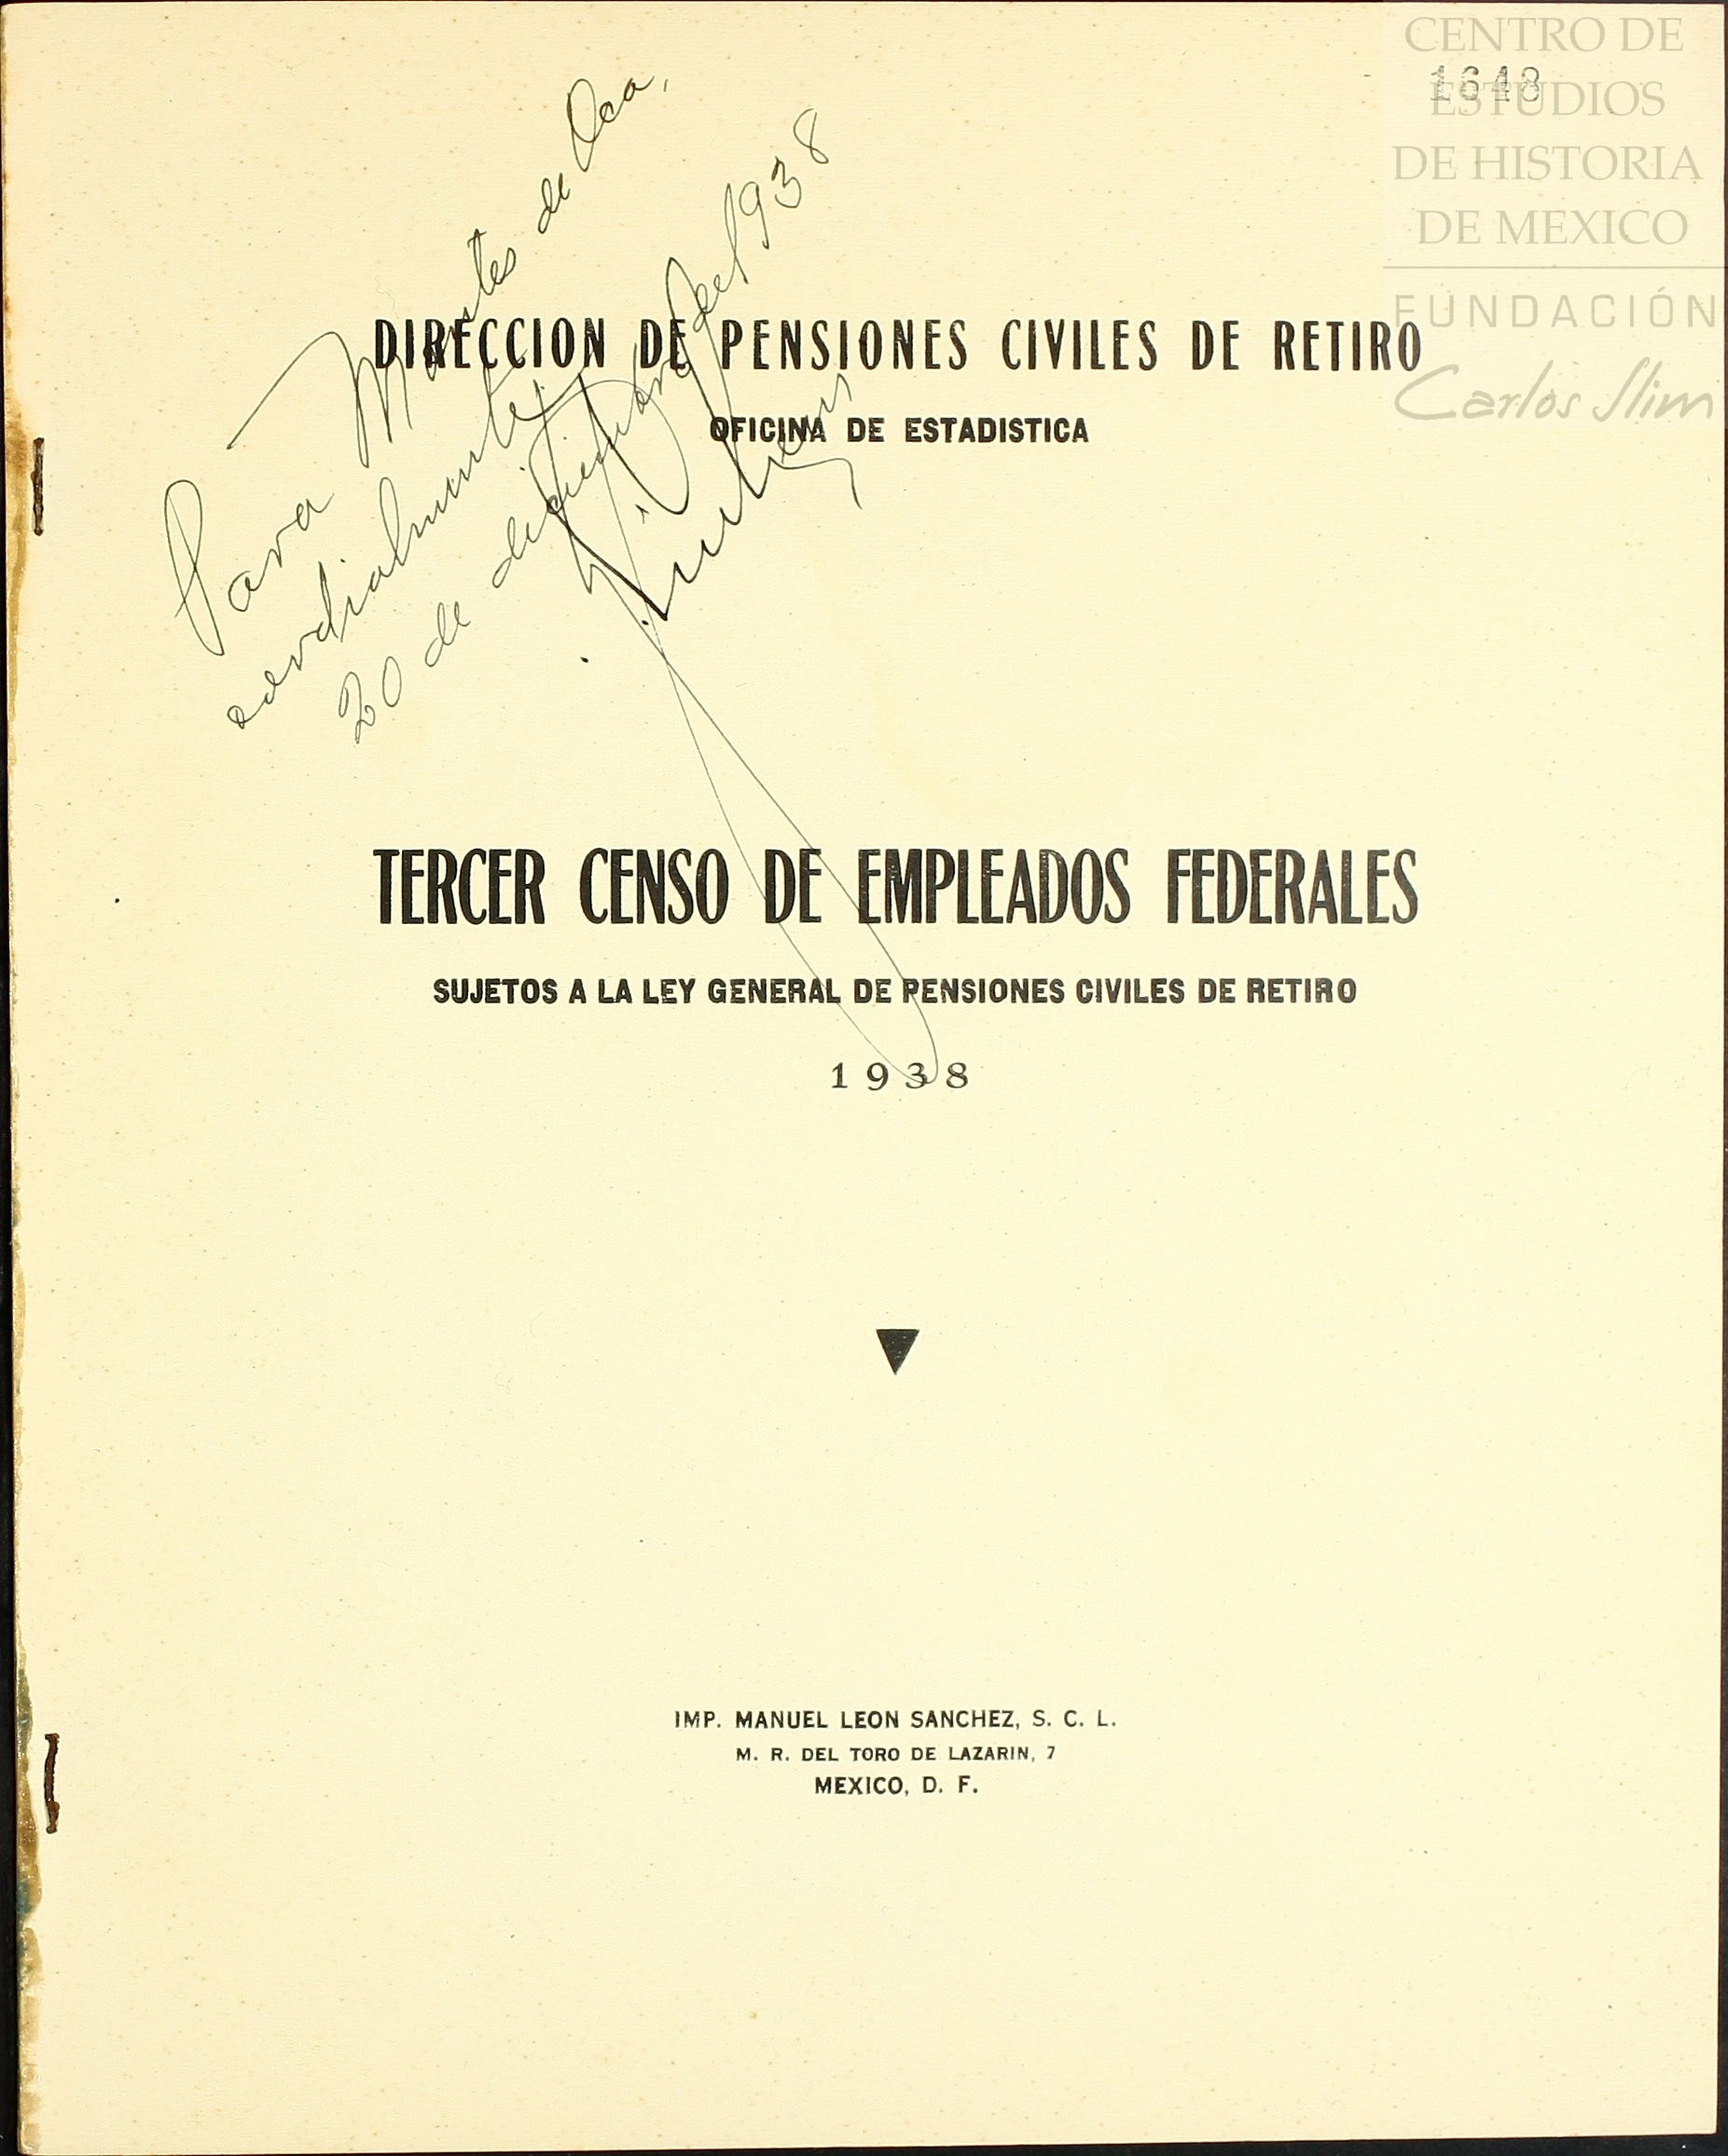 CENTRO DE
1648
ESTUDIOS
DE HISTORIA
DE MEXICO
FUNDACIÓN
Carlos Slim
Para Montes de Oca,
cordialmente,
20 de diciembre del 1938
DIRECCION DE PENSIONES CIVILES DE RETIRO
OFICINA DE ESTADISTICA
TERCER CENSO DE EMPLEADOS FEDERALES
SUJETOS A LA LEY GENERAL DE PENSIONES CIVILES DE RETIRO
1938
IMP. MANUEL LEON SANCHEZ, S. C. L.
M. R. DEL TORO DE LAZARIN, 7
MEXICO, D. F.